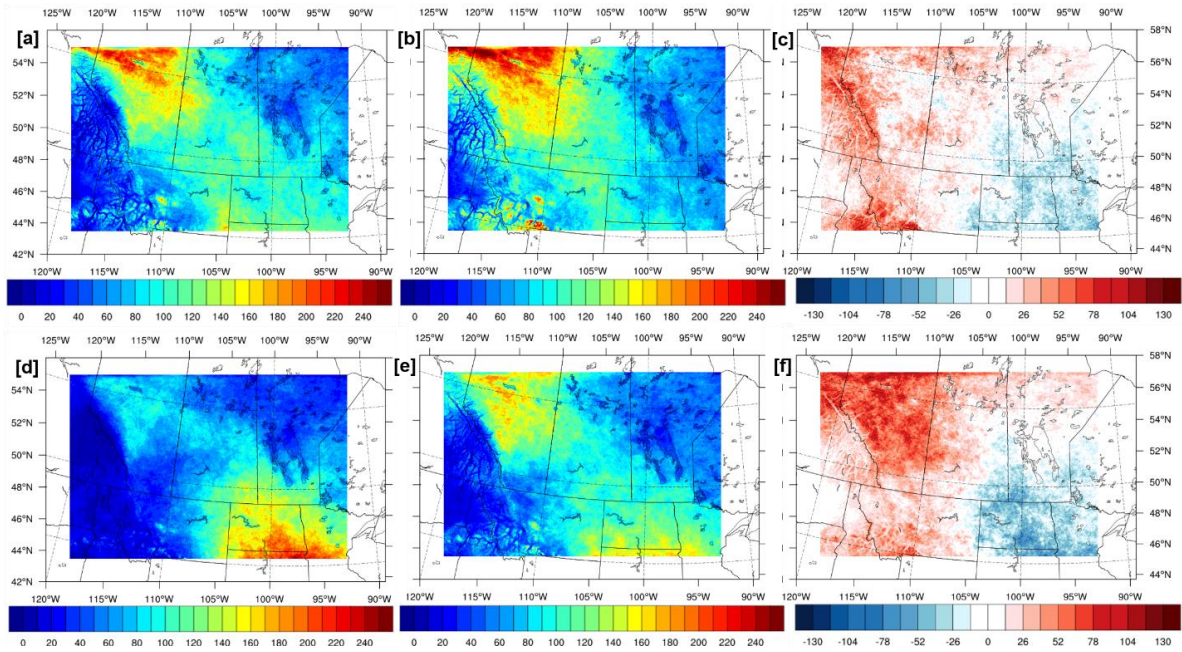 125°W 120°W 115°W 110°W 105°W 100°W 95°W 90°W
125°W 120°W 115°W 110°W 105°W 100°W 95°W 90°W
125°W 120°W 115°W 110°W 105°W 100°W 95°W 90°W
[a] [b] [c]
54°N
52°N
50°N
48°N
46°N
44°N
42°N
58°N
56°N
54°N
52°N
50°N
48°N
46°N
44°N
120°W 115°W 110°W 105°W 100°W 95°W 90°W
120°W 115°W 110°W 105°W 100°W 95°W 90°W
120°W 115°W 110°W 105°W 100°W 95°W 90°W
0 20 40 60 80 100 120 140 160 180 200 220 240
0 20 40 60 80 100 120 140 160 180 200 220 240
-130 -104 -78 -52 -26 0 26 52 78 104 130
125°W 120°W 115°W 110°W 105°W 100°W 95°W 90°W
125°W 120°W 115°W 110°W 105°W 100°W 95°W 90°W
125°W 120°W 115°W 110°W 105°W 100°W 95°W 90°W
[d] [e] [f]
54°N
52°N
50°N
48°N
46°N
44°N
42°N
58°N
56°N
54°N
52°N
50°N
48°N
46°N
44°N
120°W 115°W 110°W 105°W 100°W 95°W 90°W
120°W 115°W 110°W 105°W 100°W 95°W 90°W
120°W 115°W 110°W 105°W 100°W 95°W 90°W
0 20 40 60 80 100 120 140 160 180 200 220 240
0 20 40 60 80 100 120 140 160 180 200 220 240
-130 -104 -78 -52 -26 0 26 52 78 104 130